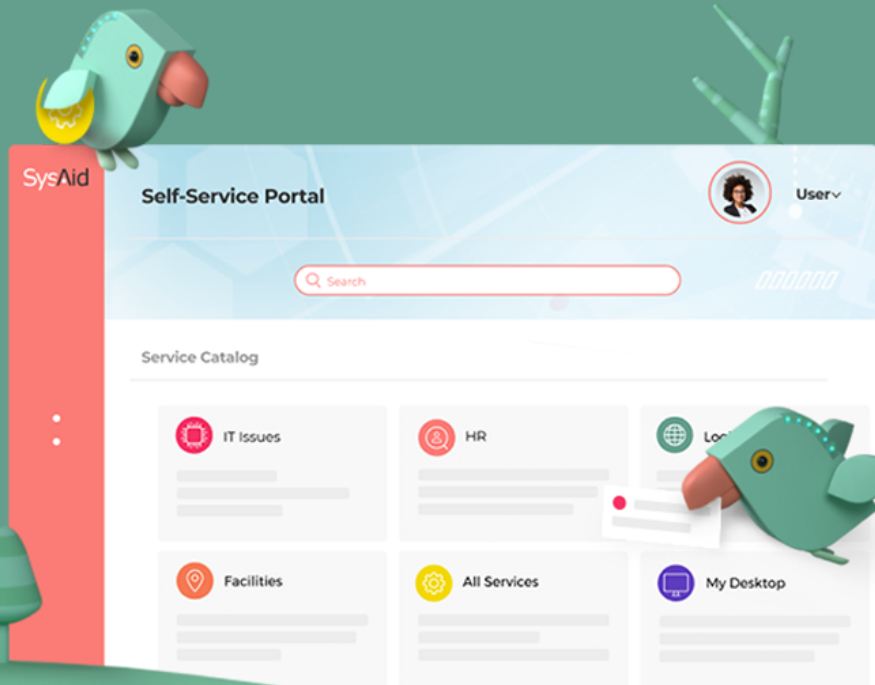 SysAid
Self-Service Portal
User
Search
Service Catalog
IT Issues
HR
Facilities
All Services
My Desktop